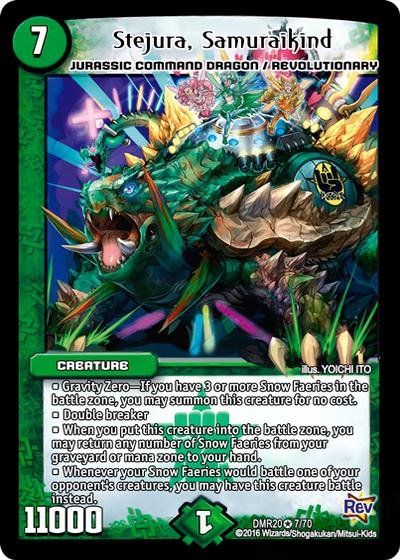 7
Stejura, Samuraikind
JURASSIC COMMAND DRAGON / REVOLUTIONARY
illus. YOICHI ITO
CREATURE
▪ Gravity Zero—If you have 3 or more Snow Faeries in the
battle zone, you may summon this creature for no cost.
▪ Double breaker
▪ When you put this creature into the battle zone, you
may return any number of Snow Faeries from your
graveyard or mana zone to your hand.
▪ Whenever your Snow Faeries would battle one of your
opponent's creatures, you may have this creature battle
instead.
11000
1
DMR20 7/70
©2016 Wizards/Shogakukan/Mitsui-Kids
Rev